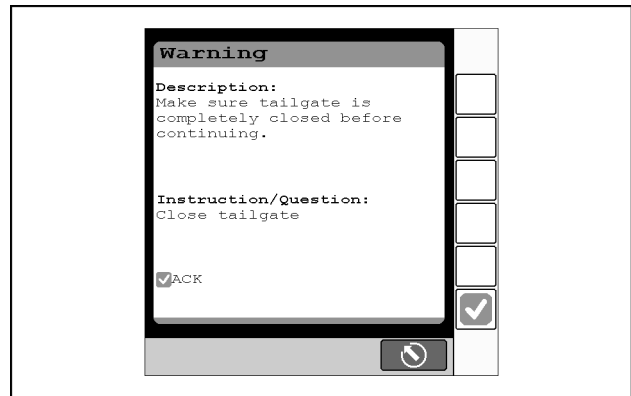 Warning
Description:
Make sure tailgate is
completely closed before
continuing.
Instruction/Question:
Close tailgate
ACK